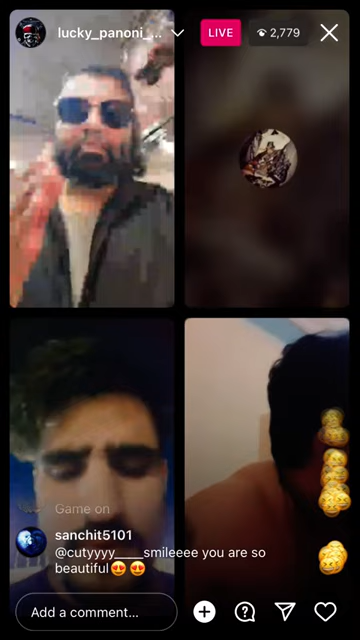 lucky_panoni_...
LIVE
2,779
Game on
sanchit5101
@cutyyyy____smileeee you are so
beautiful😍😍
Add a comment...